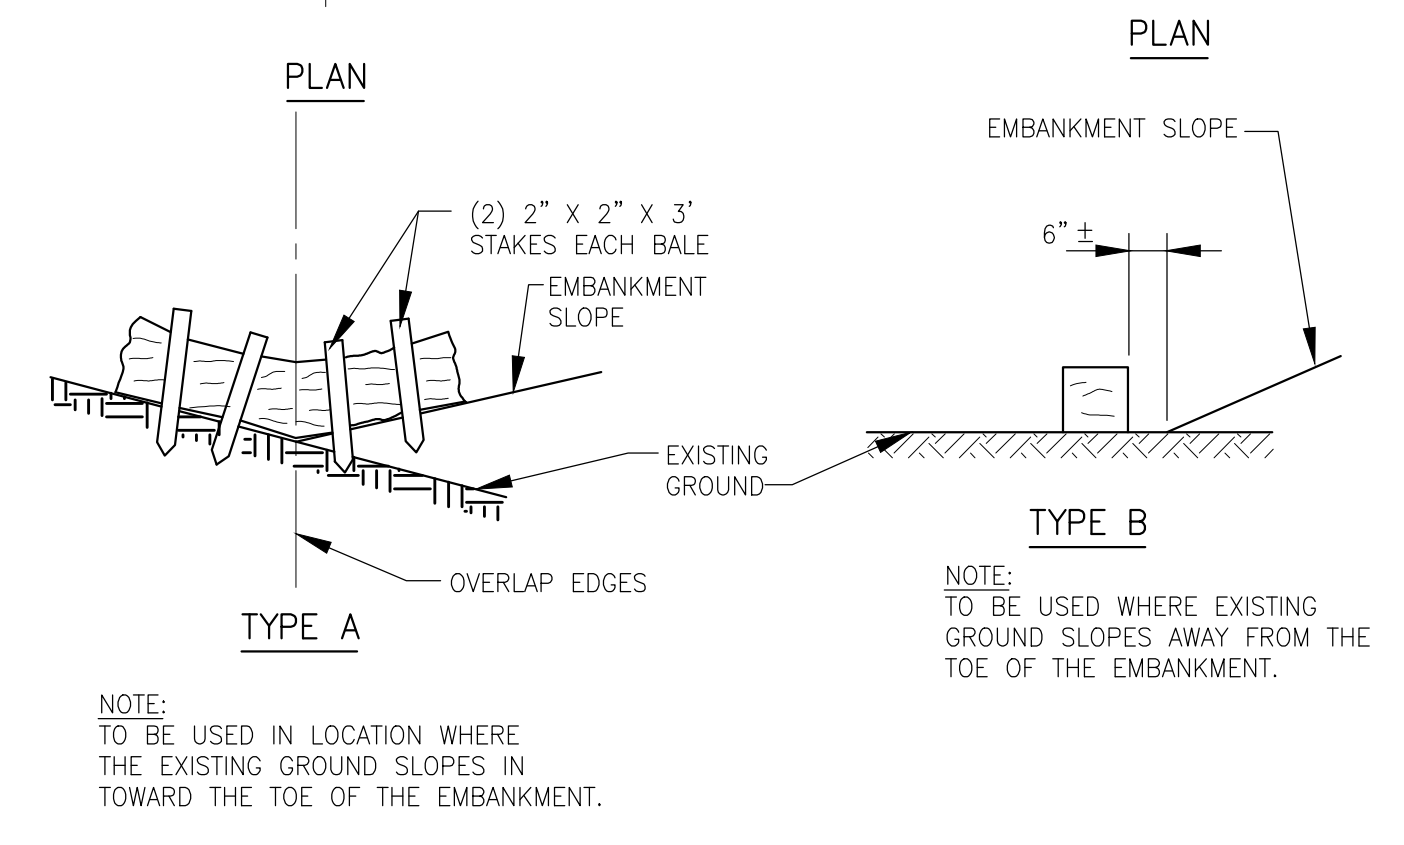 PLAN
(2) 2" X 2" X 3'
STAKES EACH BALE
EMBANKMENT
SLOPE
EXISTING
GROUND
OVERLAP EDGES
TYPE A
NOTE:
TO BE USED IN LOCATION WHERE
THE EXISTING GROUND SLOPES IN
TOWARD THE TOE OF THE EMBANKMENT.
PLAN
EMBANKMENT SLOPE
6" ±
TYPE B
NOTE:
TO BE USED WHERE EXISTING
GROUND SLOPES AWAY FROM THE
TOE OF THE EMBANKMENT.